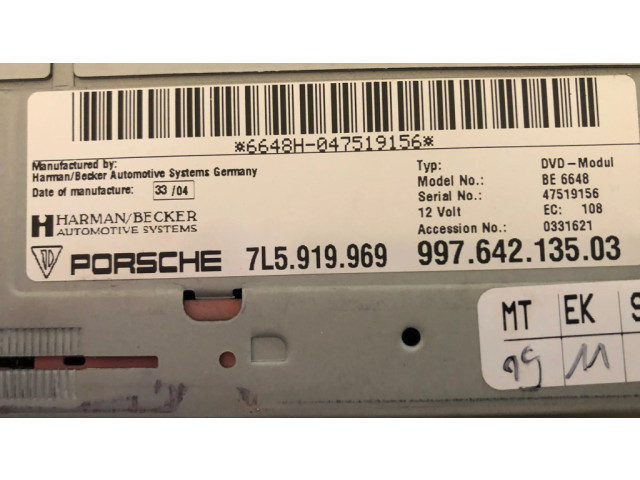 *6648H-047519156*
Manufactured by:
Harman/Becker Automotive Systems Germany
Date of manufacture: 33/04
HARMAN/BECKER
AUTOMOTIVE SYSTEMS
Typ: DVD-Modul
Model No.: BE 6648
Serial No.: 47519156
12 Volt EC: 108
Accession No.: 0331621
PORSCHE 7L5.919.969 997.642.135.03
MT EK S
11